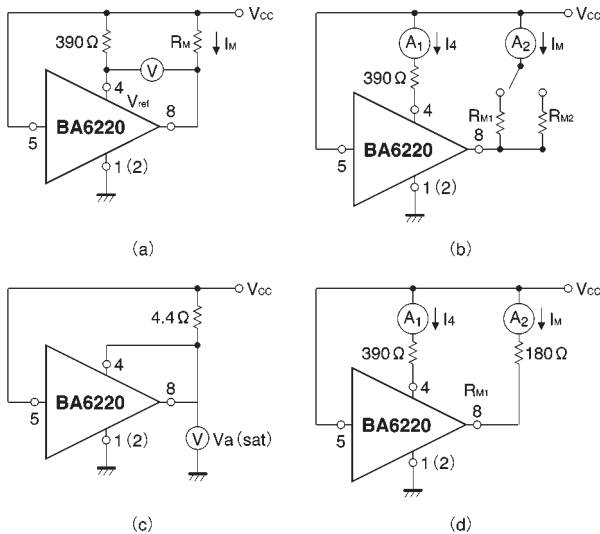 VCC
390Ω
RM
IM
V
4
Vref
BA6220
8
5
1(2)
(a)
VCC
A1
I4
A2
IM
390Ω
4
RM1
RM2
BA6220
8
5
1(2)
(b)
VCC
4.4Ω
4
BA6220
8
5
1(2)
V
Va(sat)
(c)
VCC
A1
I4
A2
IM
390Ω
180Ω
4
RM1
BA6220
8
5
1(2)
(d)